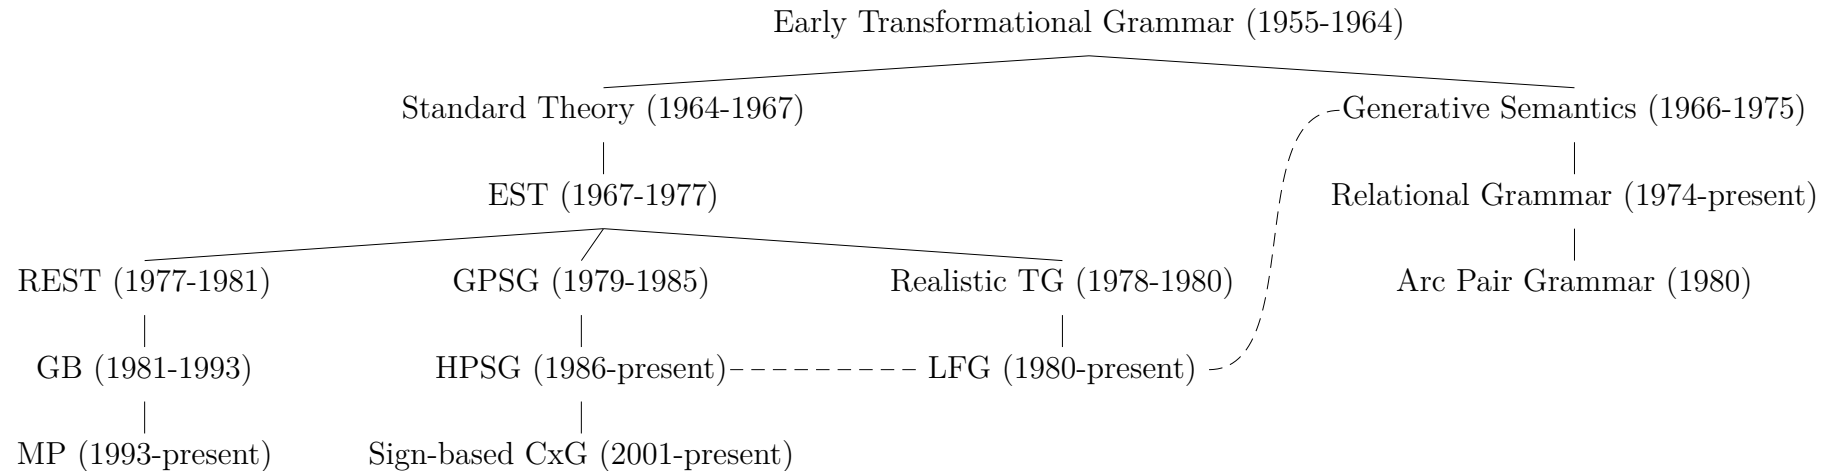 Early Transformational Grammar (1955-1964)
Standard Theory (1964-1967)
Generative Semantics (1966-1975)
EST (1967-1977)
Relational Grammar (1974-present)
REST (1977-1981)
GPSG (1979-1985)
Realistic TG (1978-1980)
Arc Pair Grammar (1980)
GB (1981-1993)
HPSG (1986-present)
LFG (1980-present)
MP (1993-present)
Sign-based CxG (2001-present)